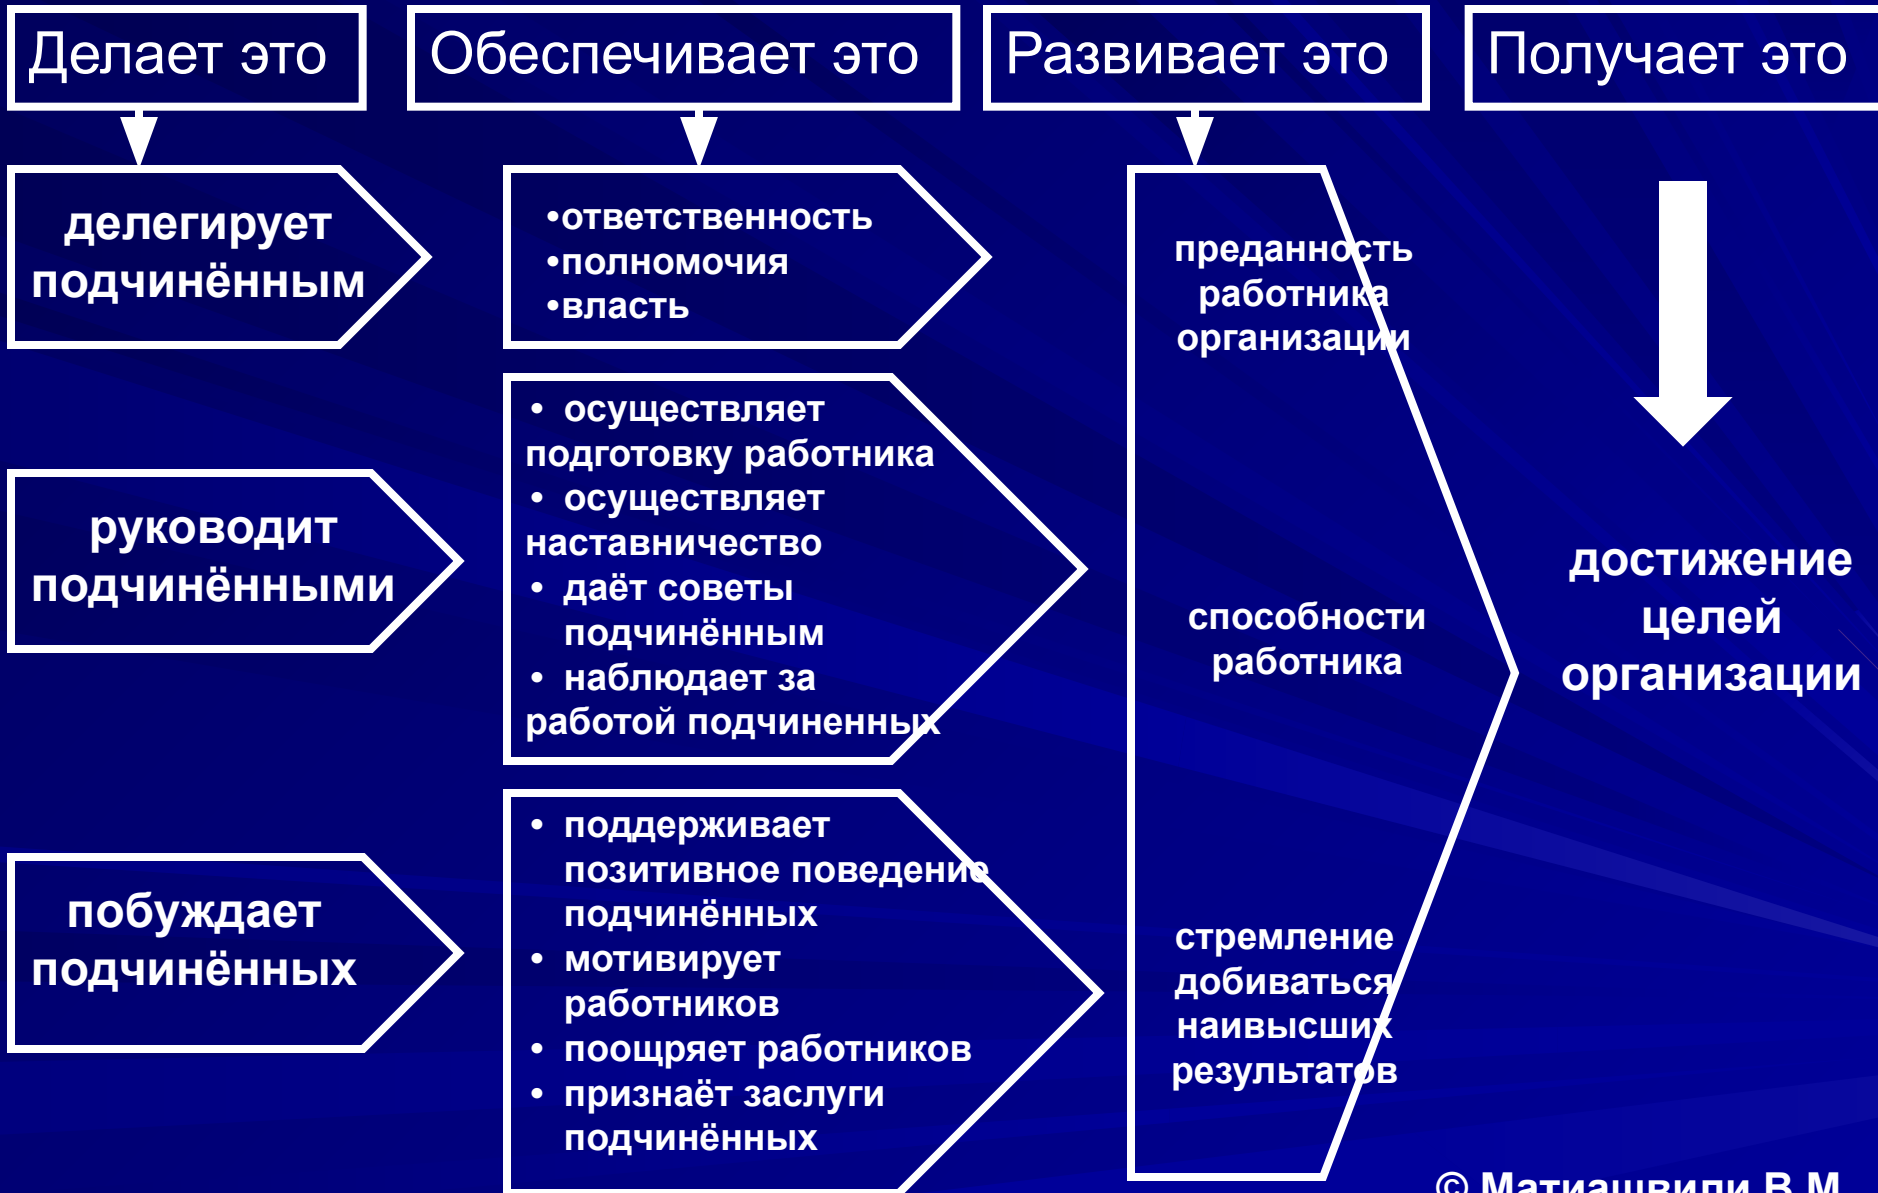 Делает это
Обеспечивает это
Развивает это
Получает это
делегирует
подчинённым
•ответственность
•полномочия
•власть
преданность
работника
организации
руководит
подчинёнными
• осуществляет
подготовку работника
• осуществляет
наставничество
• даёт советы
подчинённым
• наблюдает за
работой подчиненных
способности
работника
достижение
целей
организации
побуждает
подчинённых
• поддерживает
позитивное поведение
подчинённых
• мотивирует
работников
• поощряет работников
• признаёт заслуги
подчинённых
стремление
добиваться
наивысших
результатов
© Матиашвили В.М.